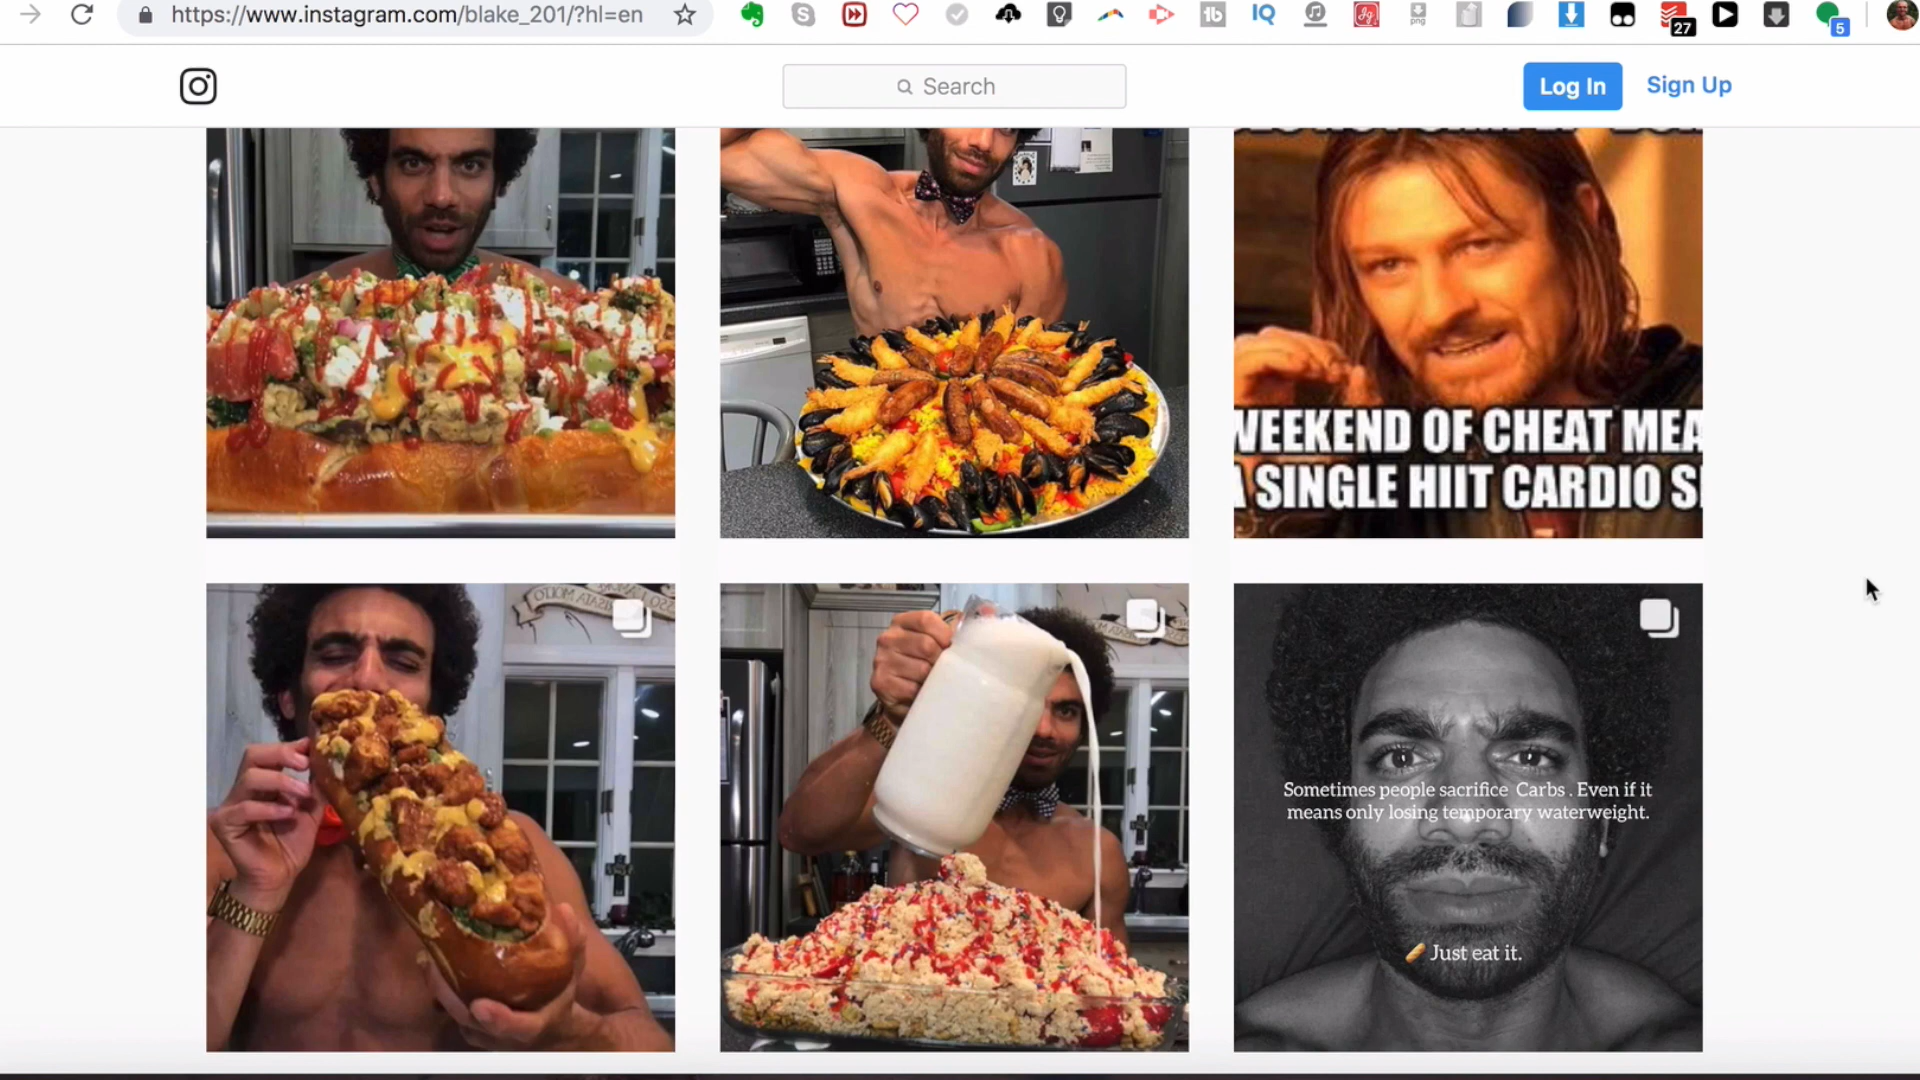 https://www.instagram.com/blake_201/?hl=en
27
5
Search
Log In
Sign Up
WEEKEND OF CHEAT MEA
A SINGLE HIIT CARDIO S
Sometimes people sacrifice Carbs . Even if it
means only losing temporary waterweight.
🥖 Just eat it.